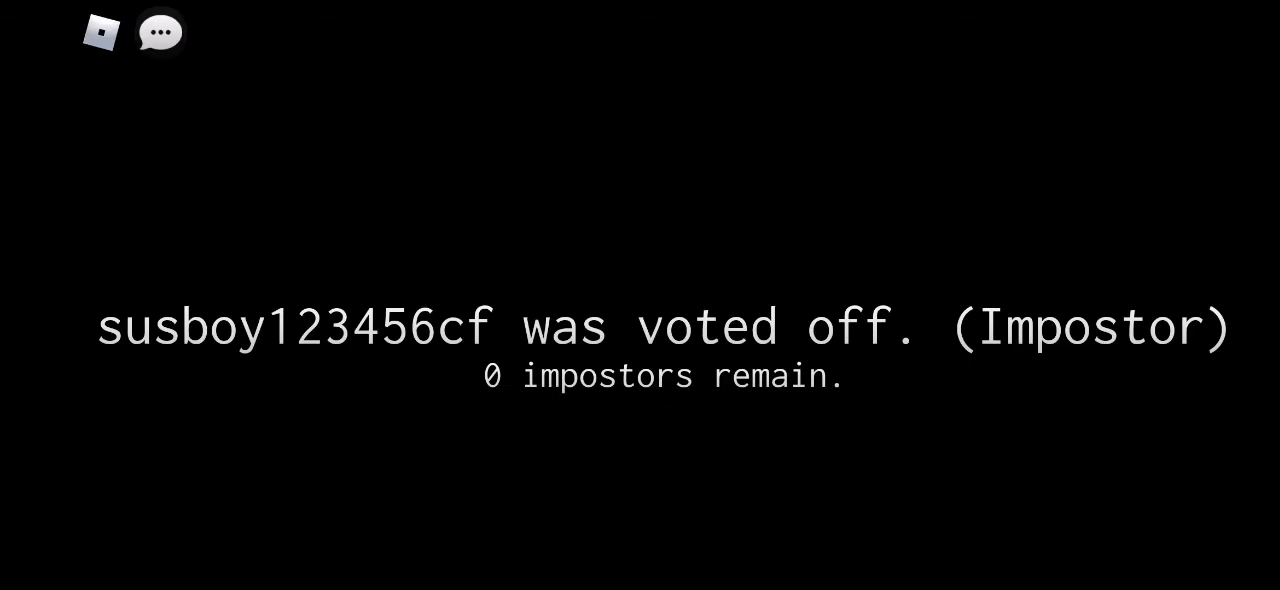 susboy123456cf was voted off. (Impostor)
0 impostors remain.